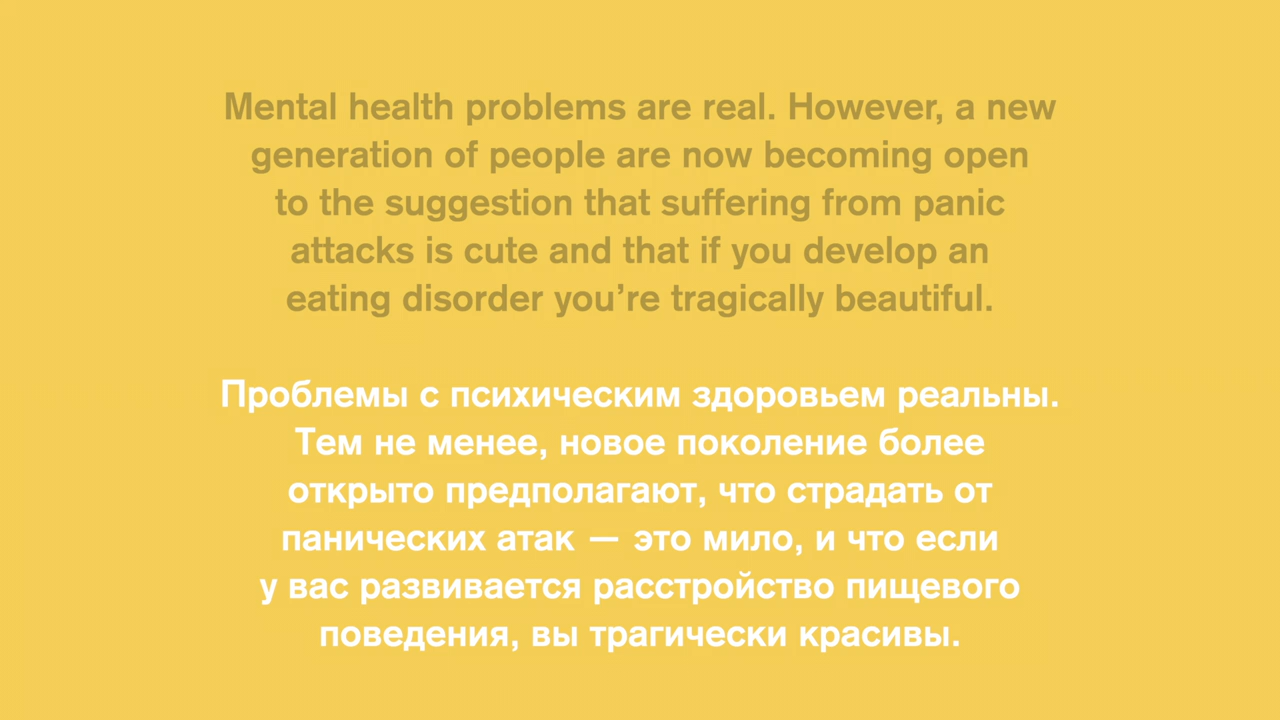 Mental health problems are real. However, a new
generation of people are now becoming open
to the suggestion that suffering from panic
attacks is cute and that if you develop an
eating disorder you’re tragically beautiful.
Проблемы с психическим здоровьем реальны.
Тем не менее, новое поколение более
открыто предполагают, что страдать от
панических атак — это мило, и что если
у вас развивается расстройство пищевого
поведения, вы трагически красивы.